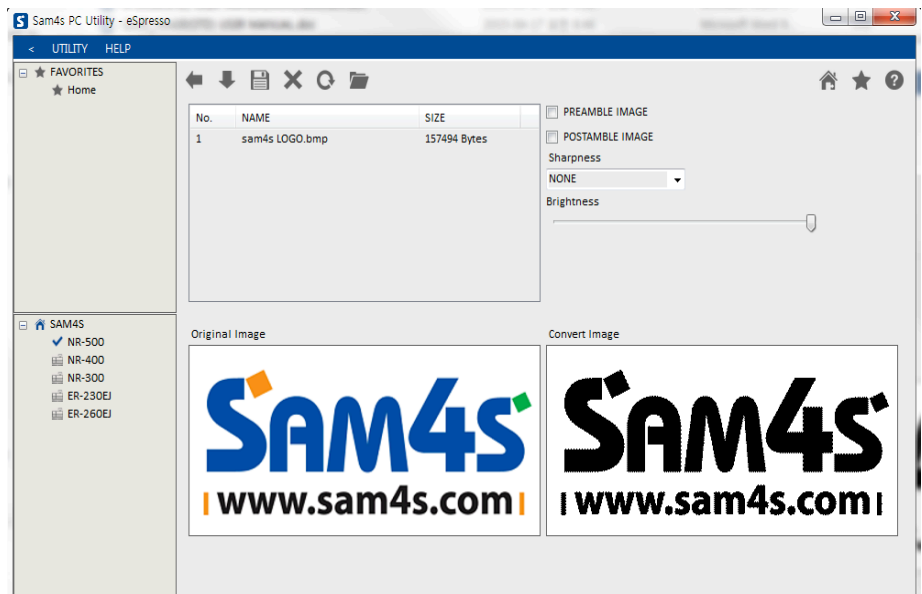 Sam4s PC Utility - eSpresso
< UTILITY HELP
FAVORITES
Home
No. NAME SIZE
1 sam4s LOGO.bmp 157494 Bytes
PREAMBLE IMAGE
POSTAMBLE IMAGE
Sharpness
NONE
Brightness
SAM4S
NR-500
NR-400
NR-300
ER-230EJ
ER-260EJ
Original Image
SAM4S
www.sam4s.com
Convert Image
SAM4S
www.sam4s.com